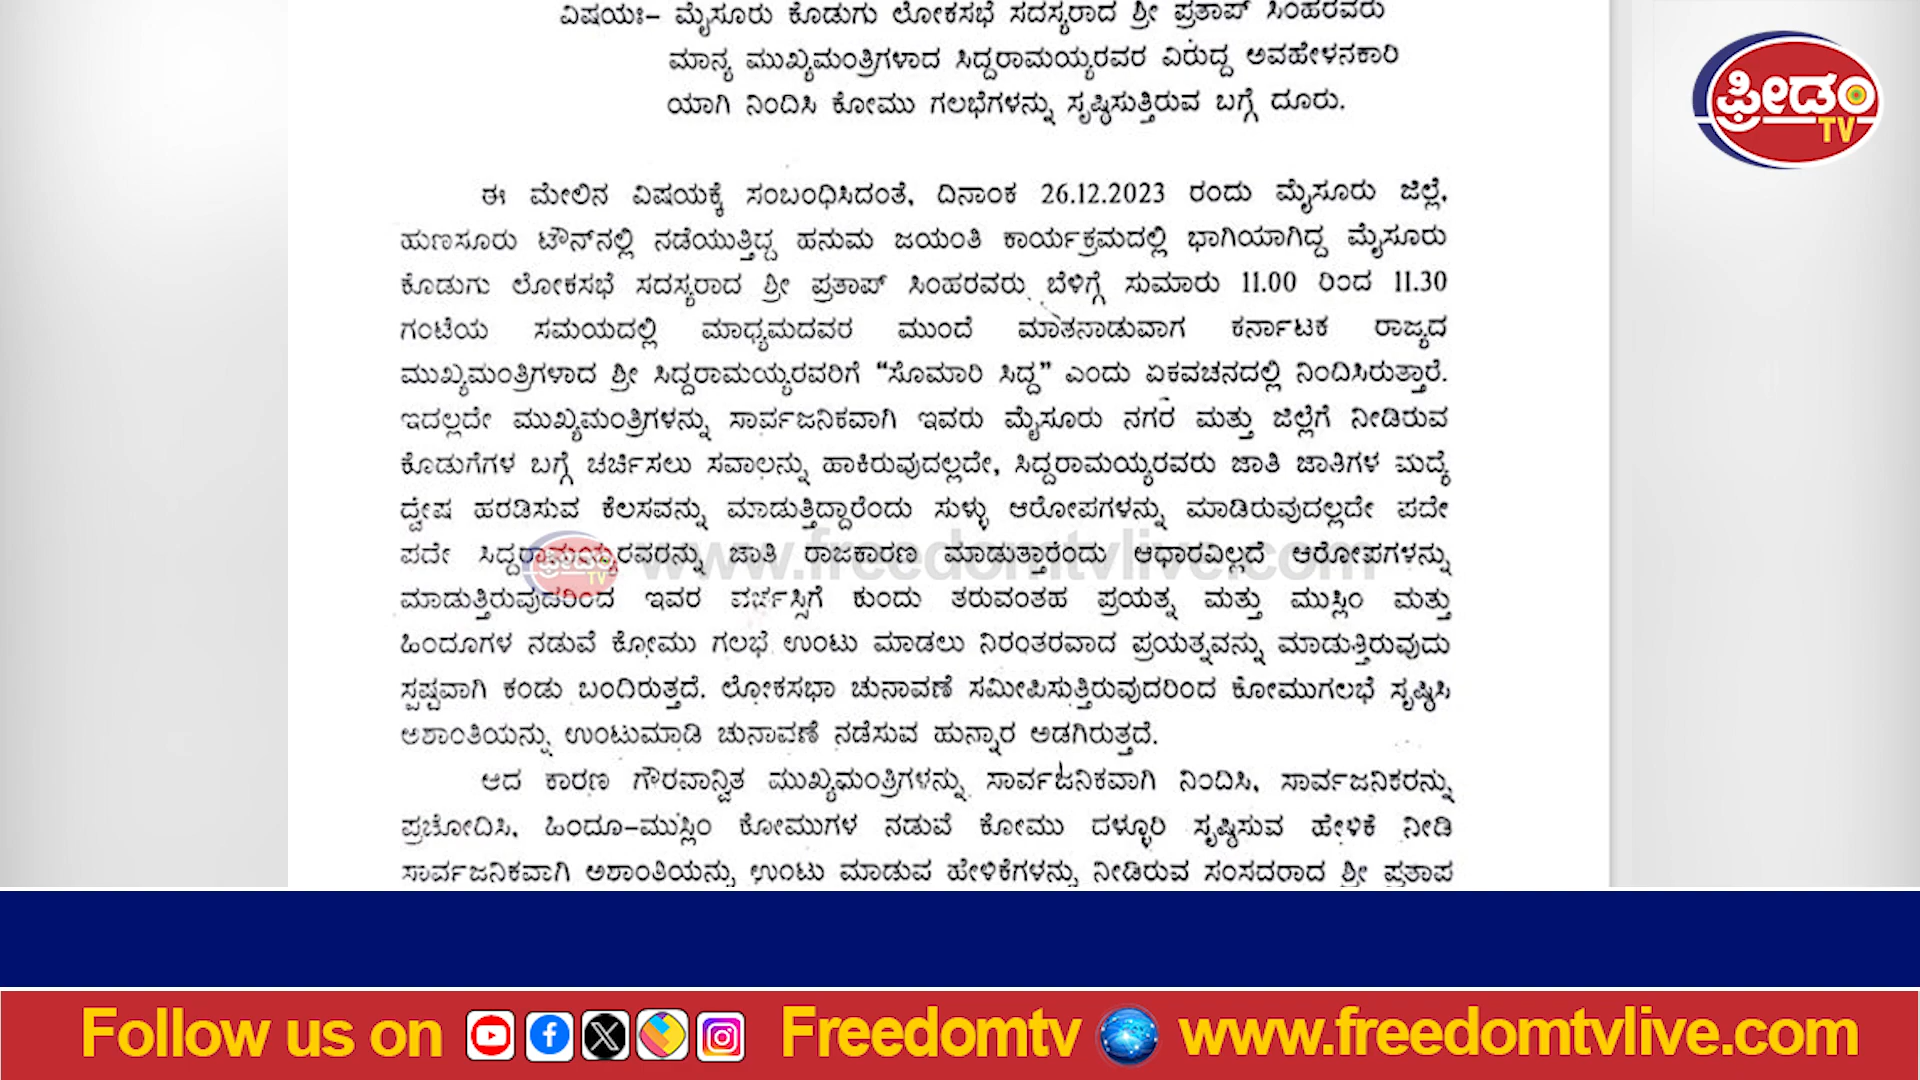 ವಿಷಯಃ– ಮೈಸೂರು ಕೊಡುಗು ಲೋಕಸಭೆ ಸದಸ್ಯರಾದ ಶ್ರೀ ಪ್ರತಾಪ್ ಸಿಂಹರವರು
ಮಾನ್ಯ ಮುಖ್ಯಮಂತ್ರಿಗಳಾದ ಸಿದ್ದರಾಮಯ್ಯರವರ ವಿರುದ್ದ ಅವಹೇಳನಕಾರಿ
ಯಾಗಿ ನಿಂದಿಸಿ ಕೋಮು ಗಲಭೆಗಳನ್ನು ಸೃಷ್ಠಿಸುತ್ತಿರುವ ಬಗ್ಗೆ ದೂರು.
ಫ್ರೀಡಂ
TV
ಈ ಮೇಲಿನ ವಿಷಯಕ್ಕೆ ಸಂಬಂಧಿಸಿದಂತೆ, ದಿನಾಂಕ 26.12.2023 ರಂದು ಮೈಸೂರು ಜಿಲ್ಲೆ,
ಹುಣಸೂರು ಟೌನ್‌ನಲ್ಲಿ ನಡೆಯುತ್ತಿದ್ದ ಹನುಮ ಜಯಂತಿ ಕಾರ್ಯಕ್ರಮದಲ್ಲಿ ಭಾಗಿಯಾಗಿದ್ದ ಮೈಸೂರು
ಕೊಡುಗು ಲೋಕಸಭೆ ಸದಸ್ಯರಾದ ಶ್ರೀ ಪ್ರತಾಪ್ ಸಿಂಹರವರು ಬೆಳಿಗ್ಗೆ ಸುಮಾರು 11.00 ರಿಂದ 11.30
ಗಂಟೆಯ ಸಮಯದಲ್ಲಿ ಮಾಧ್ಯಮದವರ ಮುಂದೆ ಮಾತನಾಡುವಾಗ ಕರ್ನಾಟಕ ರಾಜ್ಯದ
ಮುಖ್ಯಮಂತ್ರಿಗಳಾದ ಶ್ರೀ ಸಿದ್ದರಾಮಯ್ಯರವರಿಗೆ “ಸೊಮಾರಿ ಸಿದ್ದ” ಎಂದು ಏಕವಚನದಲ್ಲಿ ನಿಂದಿಸಿರುತ್ತಾರೆ.
ಇದಲ್ಲದೇ ಮುಖ್ಯಮಂತ್ರಿಗಳನ್ನು ಸಾರ್ವಜನಿಕವಾಗಿ ಇವರು ಮೈಸೂರು ನಗರ ಮತ್ತು ಜಿಲ್ಲೆಗೆ ನೀಡಿರುವ
ಕೊಡುಗೆಗಳ ಬಗ್ಗೆ ಚರ್ಚಿಸಲು ಸವಾಲನ್ನು ಹಾಕಿರುವುದಲ್ಲದೇ, ಸಿದ್ದರಾಮಯ್ಯರವರು ಜಾತಿ ಜಾತಿಗಳ ಮದ್ಯೆ
ದ್ವೇಷ ಹರಡಿಸುವ ಕೆಲಸವನ್ನು ಮಾಡುತ್ತಿದ್ದಾರೆಂದು ಸುಳ್ಳು ಆರೋಪಗಳನ್ನು ಮಾಡಿರುವುದಲ್ಲದೇ ಪದೇ
ಪದೇ ಸಿದ್ದರಾಮಯ್ಯರವರನ್ನು ಜಾತಿ ರಾಜಕಾರಣ ಮಾಡುತ್ತಾರೆಂದು ಆಧಾರವಿಲ್ಲದೆ ಆರೋಪಗಳನ್ನು
ಫ್ರೀಡಂ TV www.freedomtvlive.com
ಮಾಡುತ್ತಿರುವುದರಿಂದ ಇವರ ವರ್ಚಸ್ಸಿಗೆ ಕುಂದು ತರುವಂತಹ ಪ್ರಯತ್ನ ಮತ್ತು ಮುಸ್ಲಿಂ ಮತ್ತು
ಹಿಂದೂಗಳ ನಡುವೆ ಕೋಮು ಗಲಭೆ ಉಂಟು ಮಾಡಲು ನಿರಂತರವಾದ ಪ್ರಯತ್ನವನ್ನು ಮಾಡುತ್ತಿರುವುದು
ಸ್ಪಷ್ಟವಾಗಿ ಕಂಡು ಬಂದಿರುತ್ತದೆ. ಲೋಕಸಭಾ ಚುನಾವಣೆ ಸಮೀಪಿಸುತ್ತಿರುವುದರಿಂದ ಕೋಮುಗಲಭೆ ಸೃಷ್ಠಿಸಿ
ಅಶಾಂತಿಯನ್ನು ಉಂಟುಮಾಡಿ ಚುನಾವಣೆ ನಡೆಸುವ ಹುನ್ನಾರ ಅಡಗಿರುತ್ತದೆ.
ಆದ ಕಾರಣ ಗೌರವಾನ್ವಿತ ಮುಖ್ಯಮಂತ್ರಿಗಳನ್ನು ಸಾರ್ವಜನಿಕವಾಗಿ ನಿಂದಿಸಿ, ಸಾರ್ವಜನಿಕರನ್ನು
ಪ್ರಚೋದಿಸಿ, ಹಿಂದೂ–ಮುಸ್ಲಿಂ ಕೋಮುಗಳ ನಡುವೆ ಕೋಮು ದಳ್ಳೂರಿ ಸೃಷ್ಠಿಸುವ ಹೇಳಿಕೆ ನೀಡಿ
ಸಾರ್ವಜನಿಕವಾಗಿ ಅಶಾಂತಿಯನ್ನು ಉಂಟು ಮಾಡುವ ಹೇಳಿಕೆಗಳನ್ನು ನೀಡಿರುವ ಸಂಸದರಾದ ಶ್ರೀ ಪ್ರತಾಪ
Follow us on Freedomtv www.freedomtvlive.com